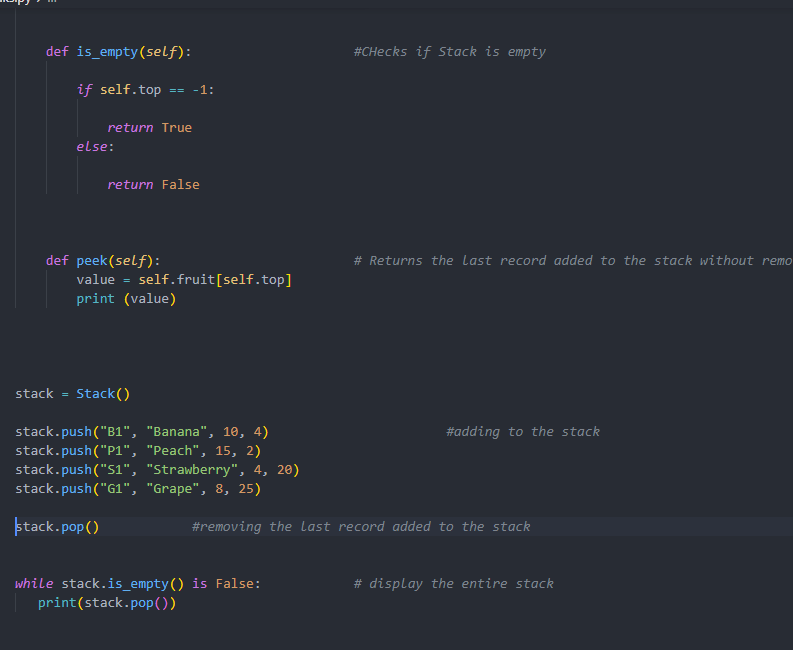 def is_empty(self): #CHecks if Stack is empty
if self.top == -1:
return True
else:
return False
def peek(self): # Returns the last record added to the stack without remo
value = self.fruit[self.top]
print (value)
stack = Stack()
stack.push("B1", "Banana", 10, 4) #adding to the stack
stack.push("P1", "Peach", 15, 2)
stack.push("S1", "Strawberry", 4, 20)
stack.push("G1", "Grape", 8, 25)
stack.pop() #removing the last record added to the stack
while stack.is_empty() is False: # display the entire stack
print(stack.pop())